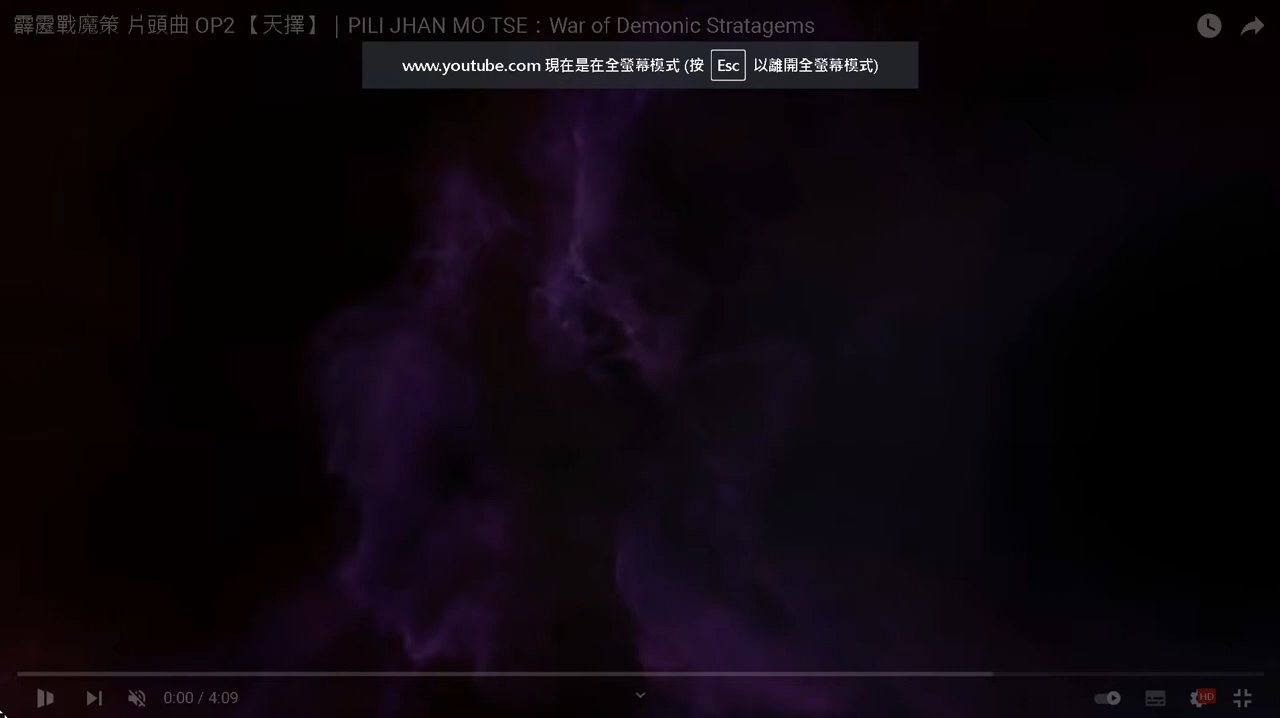 霹靂戰魔策 片頭曲 OP2 【天擇】｜PILI JHAN MO TSE：War of Demonic Stratagems
www.youtube.com 現在是在全螢幕模式 (按 Esc 以離開全螢幕模式)
0:00 / 4:09
HD